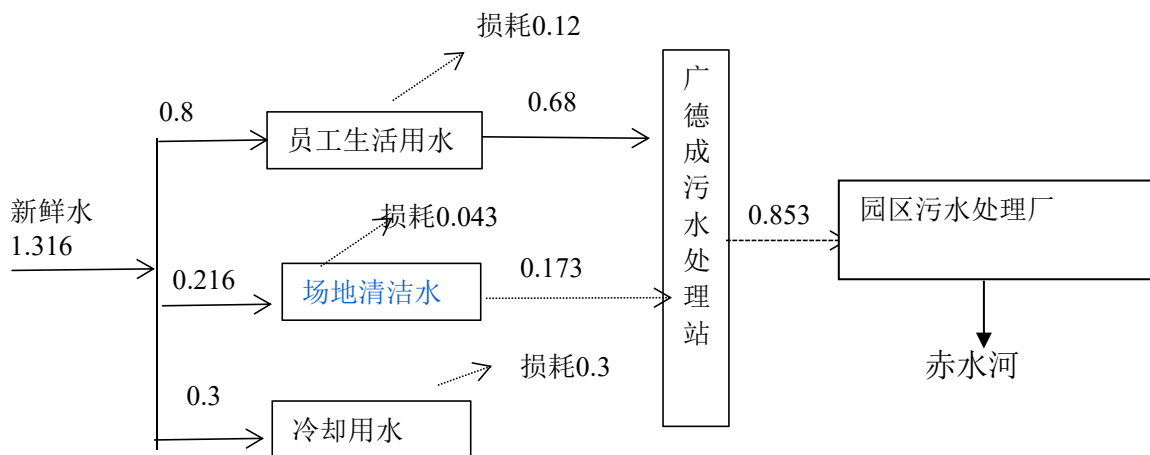 损耗0.12
0.8
员工生活用水
0.68
广德成污水处理站
新鲜水
1.316
损耗0.043
0.216
场地清洁水
0.173
0.853
园区污水处理厂
赤水河
损耗0.3
0.3
冷却用水